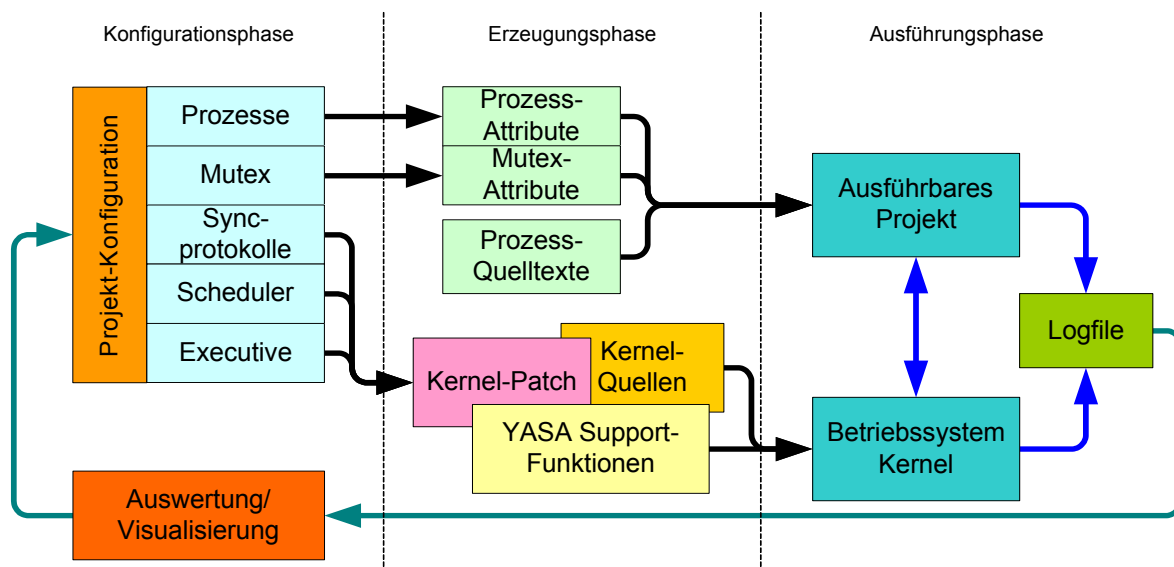 Konfigurationsphase
Erzeugungsphase
Ausführungsphase
Projekt-Konfiguration
Prozesse
Mutex
Sync-
protokolle
Scheduler
Executive
Prozess-
Attribute
Mutex-
Attribute
Prozess-
Quelltexte
Kernel-Patch
Kernel-
Quellen
YASA Support-
Funktionen
Ausführbares
Projekt
Betriebssystem
Kernel
Logfile
Auswertung/
Visualisierung